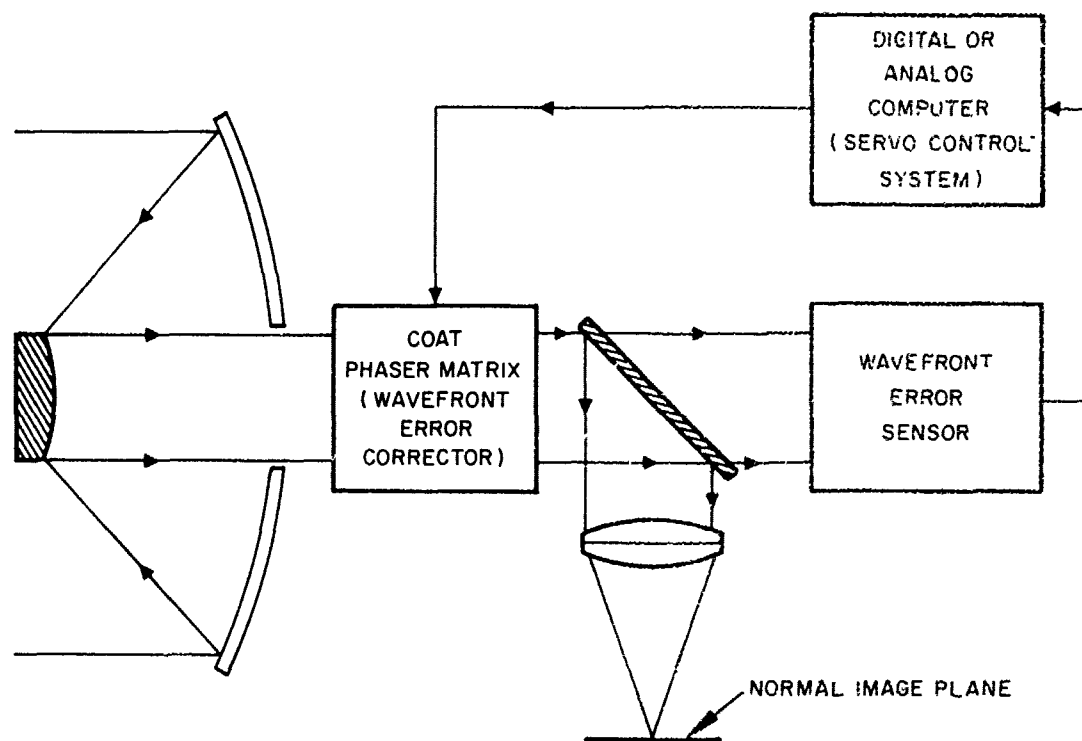 DIGITAL OR
ANALOG
COMPUTER
(SERVO CONTROL
SYSTEM)
COAT
PHASER MATRIX
(WAVEFRONT
ERROR
CORRECTOR)
WAVEFRONT
ERROR
SENSOR
NORMAL IMAGE PLANE